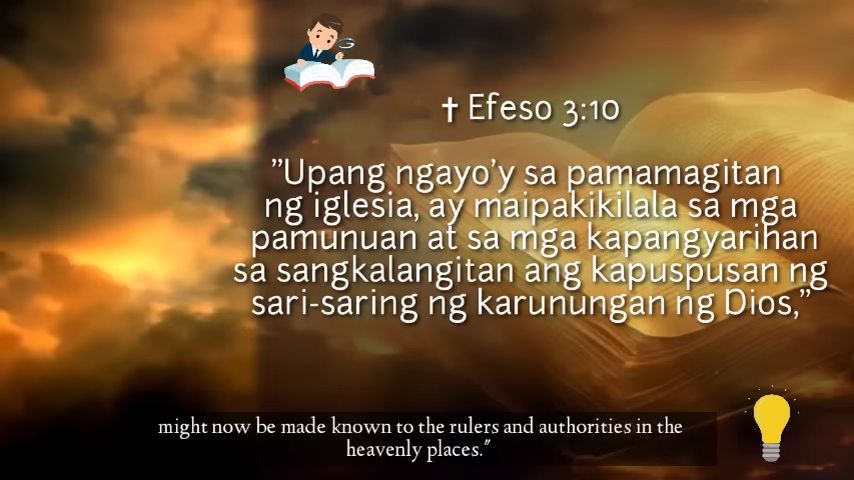 ✝ Efeso 3:10
”Upang ngayo’y sa pamamagitan
ng iglesia, ay maipakikilala sa mga
pamunuan at sa mga kapangyarihan
sa sangkalangitan ang kapuspusan ng
sari-saring ng karunungan ng Dios,”
might now be made known to the rulers and authorities in the
heavenly places."